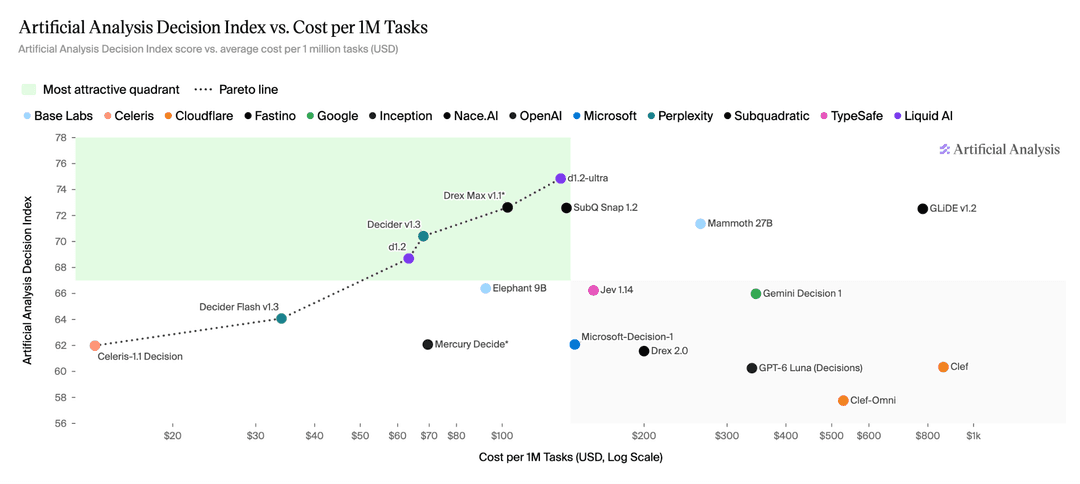 Artificial Analysis Decision Index vs. Cost per 1M Tasks
Artificial Analysis Decision Index score vs. average cost per 1 million tasks (USD)
Most attractive quadrant
Pareto line
Base Labs
Celeris
Cloudflare
Fastino
Google
Inception
Nace.AI
OpenAI
Microsoft
Perplexity
Subquadratic
TypeSafe
Liquid AI
Artificial Analysis
Artificial Analysis Decision Index
78
76
74
72
70
68
66
64
62
60
58
56
d1.2-ultra
Drex Max v1.1*
SubQ Snap 1.2
GLiDE v1.2
Mammoth 27B
Decider v1.3
d1.2
Elephant 9B
Jev 1.14
Gemini Decision 1
Decider Flash v1.3
Celeris-1.1 Decision
Mercury Decide*
Microsoft-Decision-1
Drex 2.0
GPT-6 Luna (Decisions)
Clef
Clef-Omni
$20
$30
$40
$50
$60
$70
$80
$100
$200
$300
$400
$500
$600
$800
$1k
Cost per 1M Tasks (USD, Log Scale)